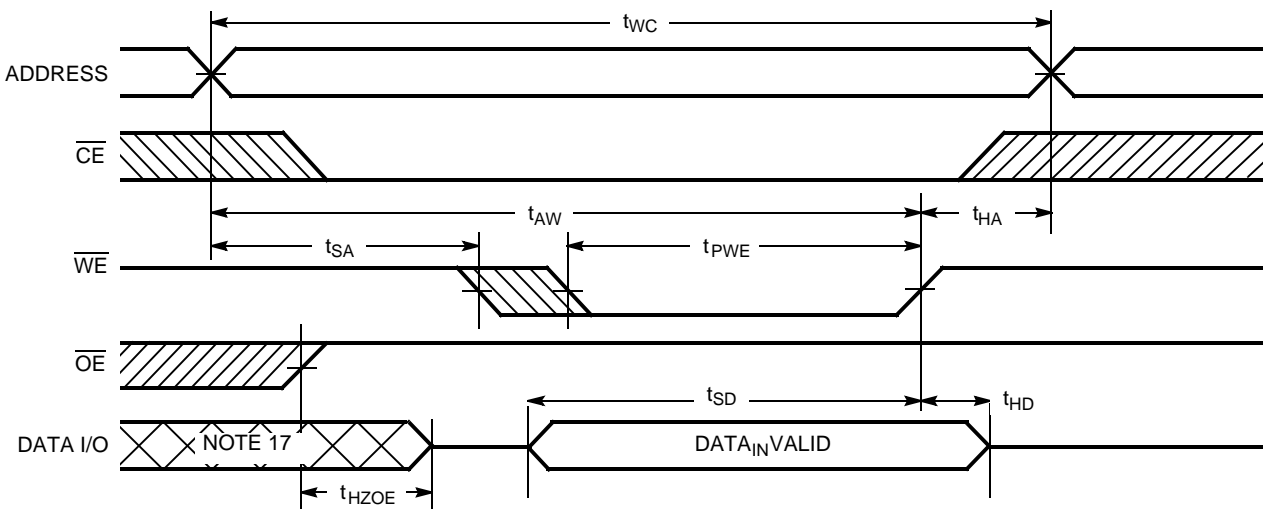 tWC
ADDRESS
CE
tAW
tHA
tSA
tPWE
WE
OE
tSD
tHD
DATA I/O
NOTE 17
DATAINVALID
tHZOE